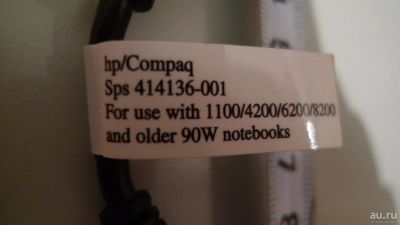 hp/Compaq
Sps 414136-001
For use with 1100/4200/6200/8200
and older 90W notebooks
au.ru